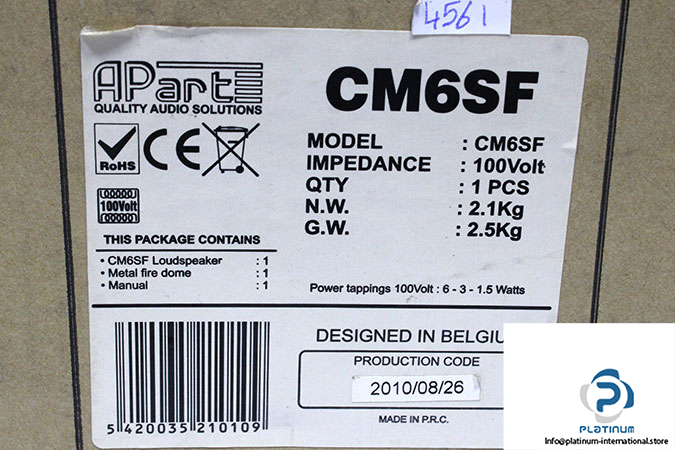 4561
APart
QUALITY AUDIO SOLUTIONS
CM6SF
RoHS
CE
100Volt
MODEL : CM6SF
IMPEDANCE : 100Volt
QTY : 1 PCS
N.W. : 2.1Kg
G.W. : 2.5Kg
THIS PACKAGE CONTAINS
• CM6SF Loudspeaker : 1
• Metal fire dome : 1
• Manual : 1
Power tappings 100Volt : 6 - 3 - 1.5 Watts
DESIGNED IN BELGIU
PRODUCTION CODE
2010/08/26
MADE IN P.R.C.
5 420035 210109
PLATINUM
Info@platinum-international.store